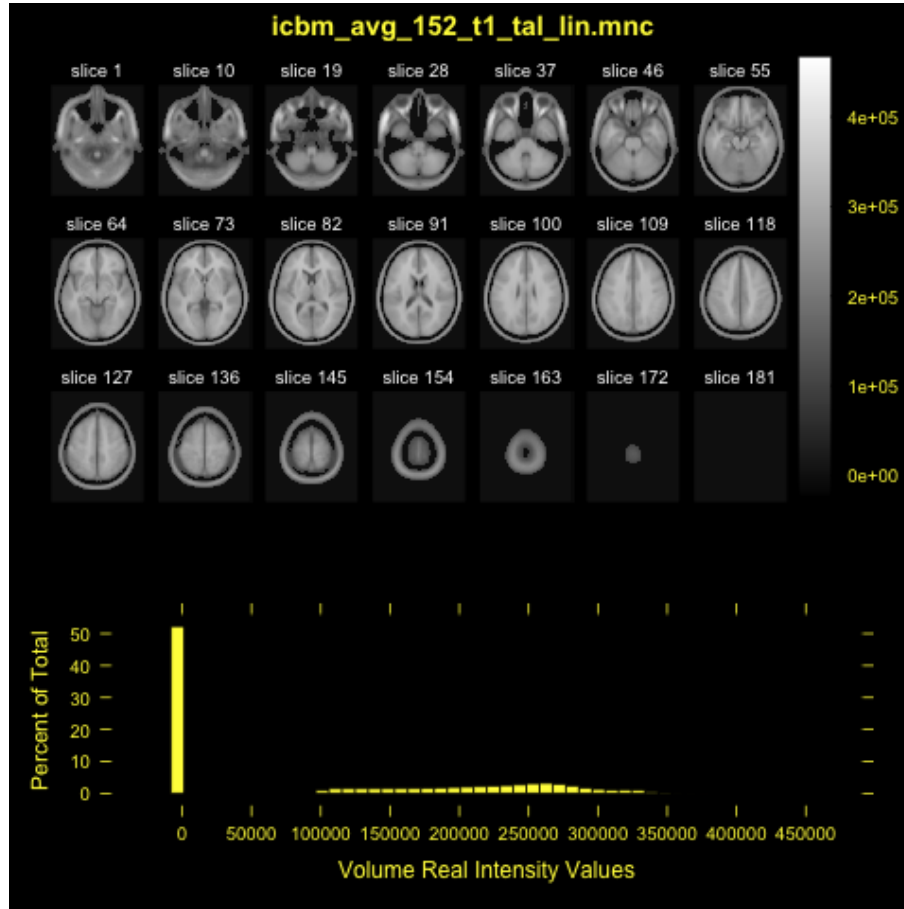 icbm_avg_152_t1_tal_lin.mnc
slice 1 slice 10 slice 19 slice 28 slice 37 slice 46 slice 55
4e+05
3e+05
slice 64 slice 73 slice 82 slice 91 slice 100 slice 109 slice 118
2e+05
slice 127 slice 136 slice 145 slice 154 slice 163 slice 172 slice 181
1e+05
0e+00
Percent of Total
50
40
30
20
10
0
0 50000 100000 150000 200000 250000 300000 350000 400000 450000
Volume Real Intensity Values